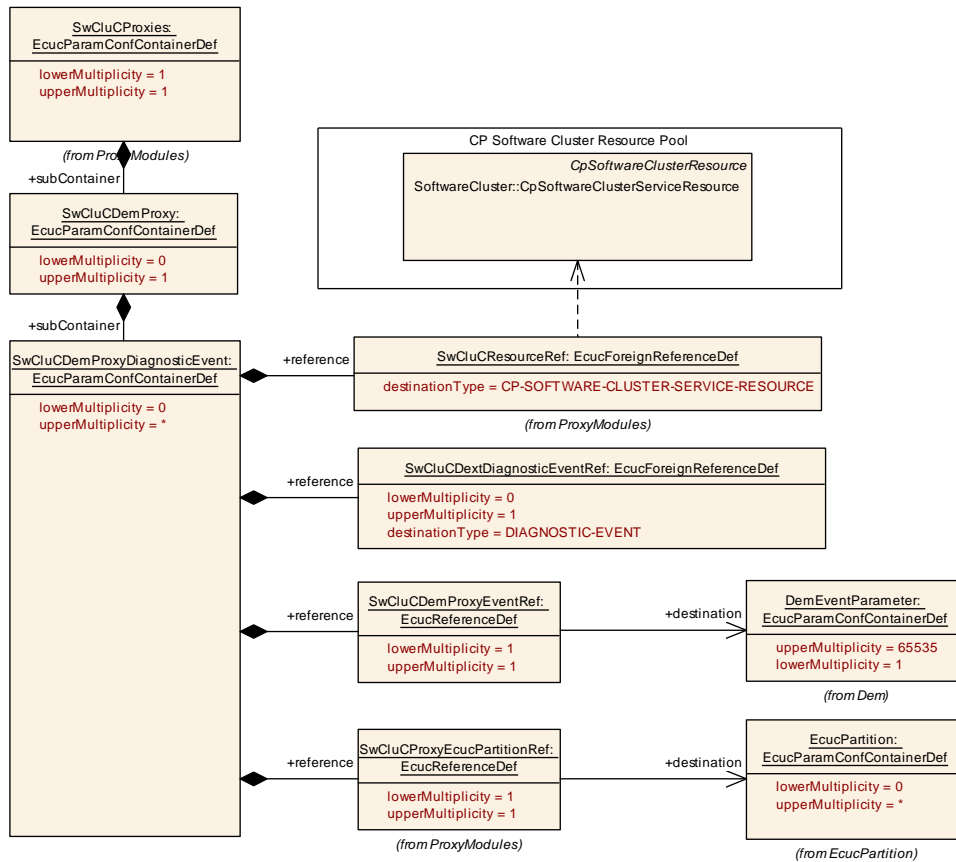 SwCluCProxies:
EcucParamConfContainerDef
lowerMultiplicity = 1
upperMultiplicity = 1
(from ProxyModules)
+subContainer
SwCluCDemProxy:
EcucParamConfContainerDef
lowerMultiplicity = 0
upperMultiplicity = 1
+subContainer
SwCluCDemProxyDiagnosticEvent:
EcucParamConfContainerDef
lowerMultiplicity = 0
upperMultiplicity = *
CP Software Cluster Resource Pool
CpSoftwareClusterResource
SoftwareCluster::CpSoftwareClusterServiceResource
+reference
SwCluCResourceRef: EcucForeignReferenceDef
destinationType = CP-SOFTWARE-CLUSTER-SERVICE-RESOURCE
(from ProxyModules)
+reference
SwCluCDextDiagnosticEventRef: EcucForeignReferenceDef
lowerMultiplicity = 0
upperMultiplicity = 1
destinationType = DIAGNOSTIC-EVENT
+reference
SwCluCDemProxyEventRef:
EcucReferenceDef
lowerMultiplicity = 1
upperMultiplicity = 1
+destination
DemEventParameter:
EcucParamConfContainerDef
upperMultiplicity = 65535
lowerMultiplicity = 1
(from Dem)
+reference
SwCluCProxyEcucPartitionRef:
EcucReferenceDef
lowerMultiplicity = 1
upperMultiplicity = 1
(from ProxyModules)
+destination
EcucPartition:
EcucParamConfContainerDef
lowerMultiplicity = 0
upperMultiplicity = *
(from EcucPartition)